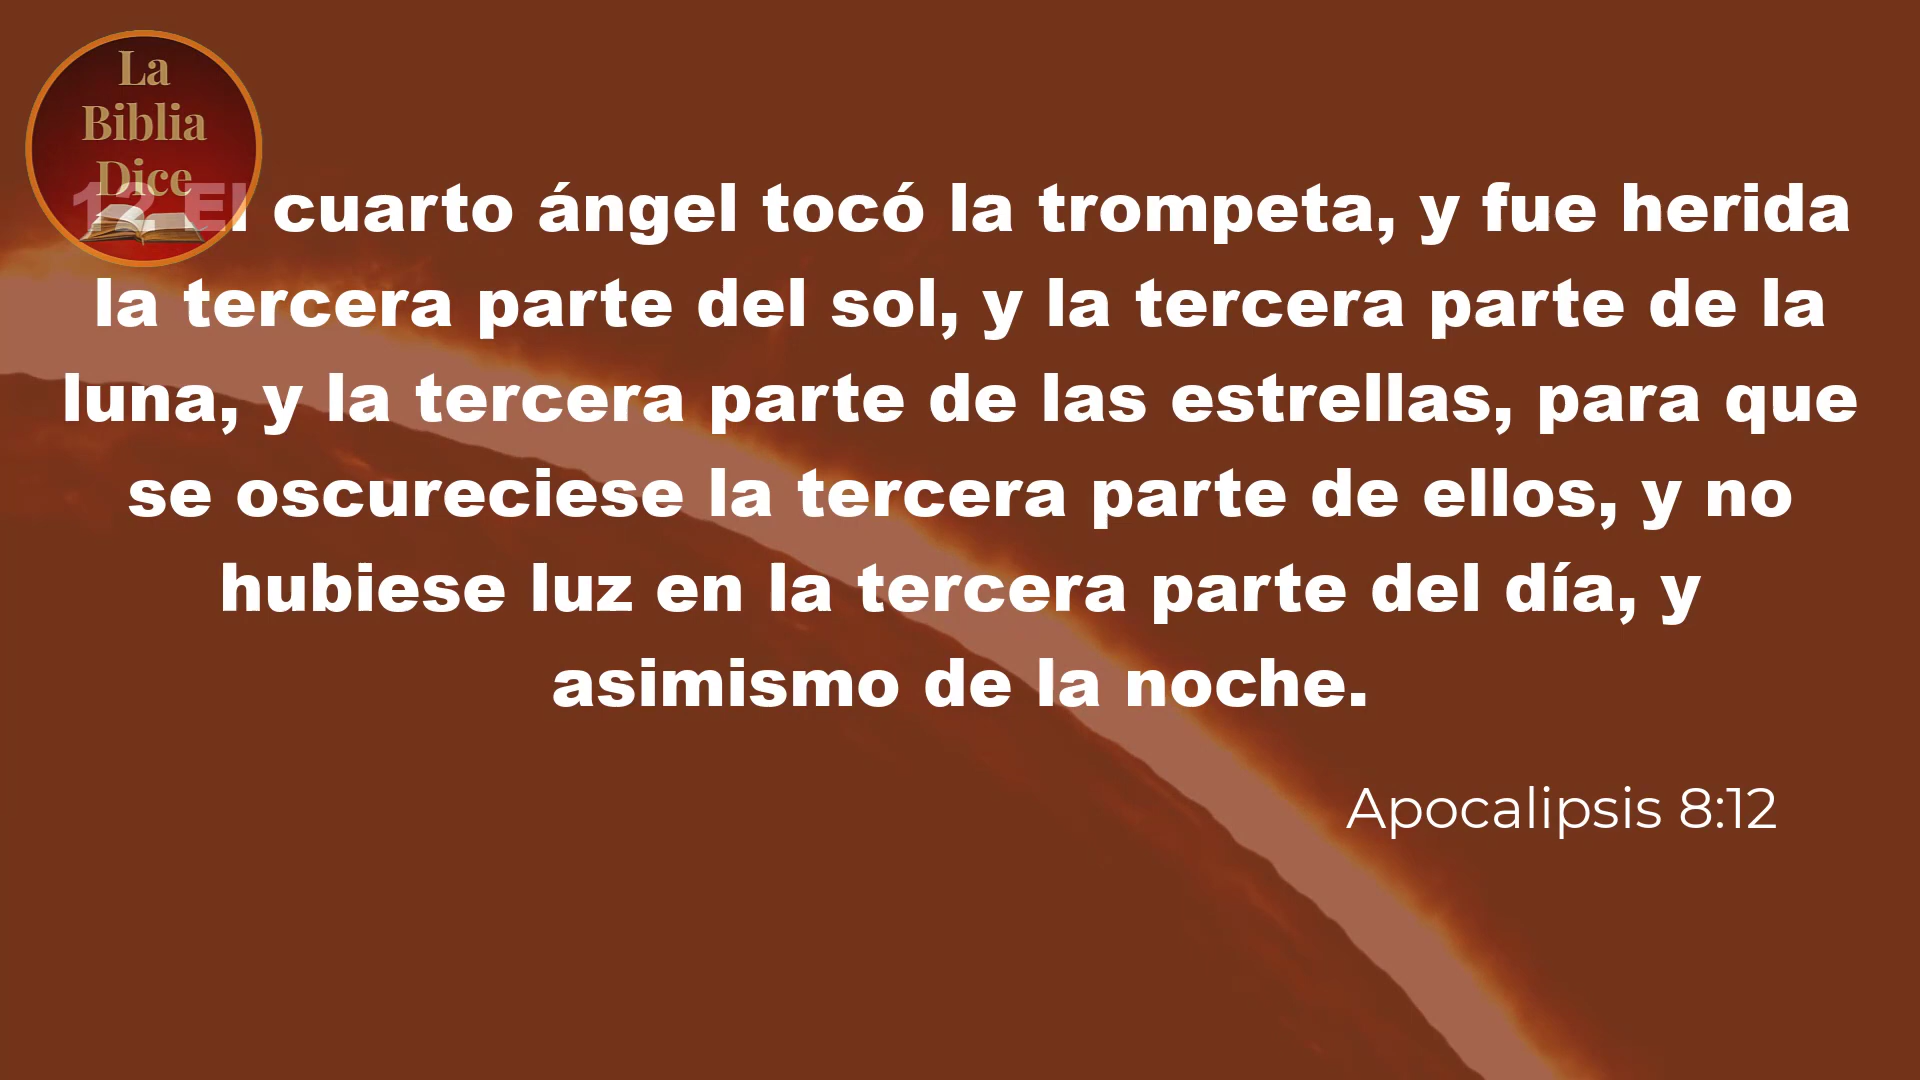 La
Biblia
Dice
12 El cuarto ángel tocó la trompeta, y fue herida
la tercera parte del sol, y la tercera parte de la
luna, y la tercera parte de las estrellas, para que
se oscureciese la tercera parte de ellos, y no
hubiese luz en la tercera parte del día, y
asimismo de la noche.
Apocalipsis 8:12